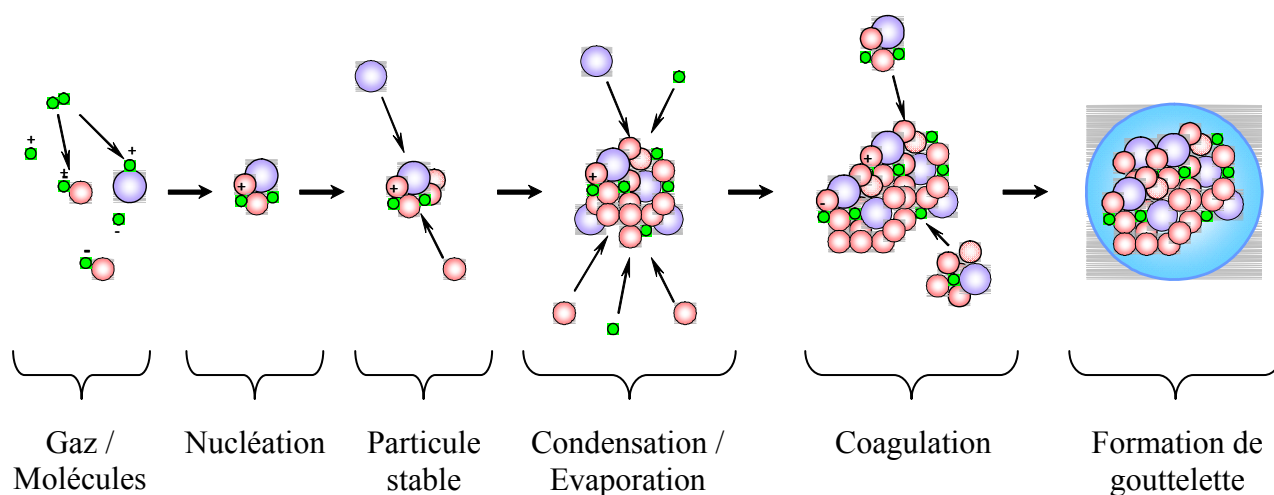 Gaz /
Molécules
Nucléation
Particule
stable
Condensation /
Evaporation
Coagulation
Formation de
gouttelette